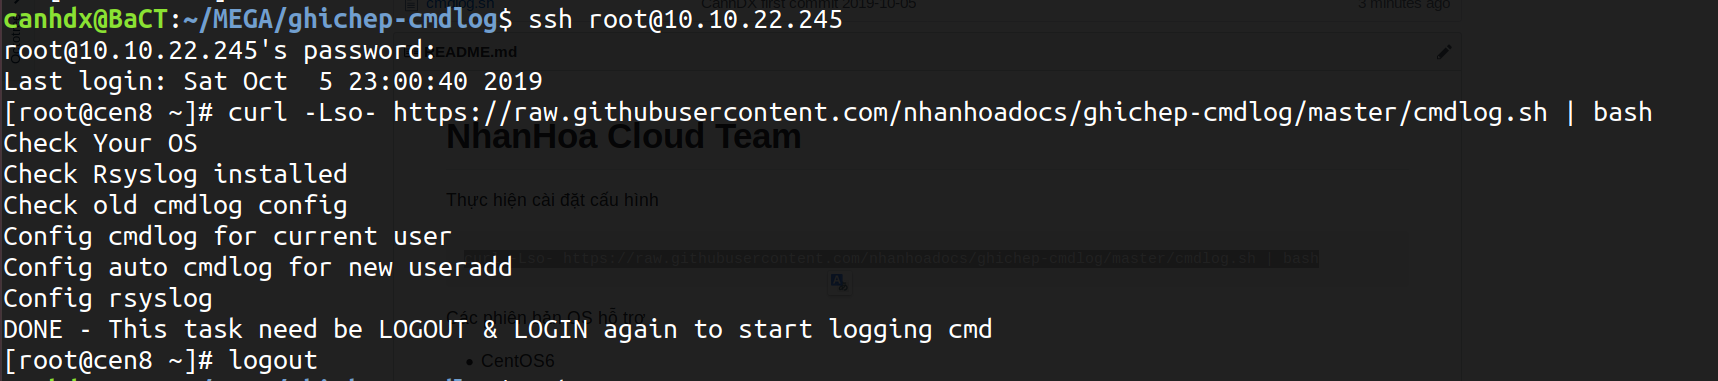 cmdlog.sh CanhDX first commit 2019-10-05 3 minutes ago
canhdx@BaCT:~/MEGA/ghichep-cmdlog$ ssh root@10.10.22.245
root@10.10.22.245's password:
README.md
Last login: Sat Oct  5 23:00:40 2019
[root@cen8 ~]# curl -Lso- https://raw.githubusercontent.com/nhanhoadocs/ghichep-cmdlog/master/cmdlog.sh | bash
NhanHoa Cloud Team
Check Your OS
Check Rsyslog installed
Thực hiện cài đặt cấu hình
Check old cmdlog config
Config cmdlog for current user
-Lso- https://raw.githubusercontent.com/nhanhoadocs/ghichep-cmdlog/master/cmdlog.sh | bash
Config auto cmdlog for new useradd
Config rsyslog
Các phiên bản OS hỗ trợ
DONE - This task need be LOGOUT & LOGIN again to start logging cmd
[root@cen8 ~]# logout
CentOS6